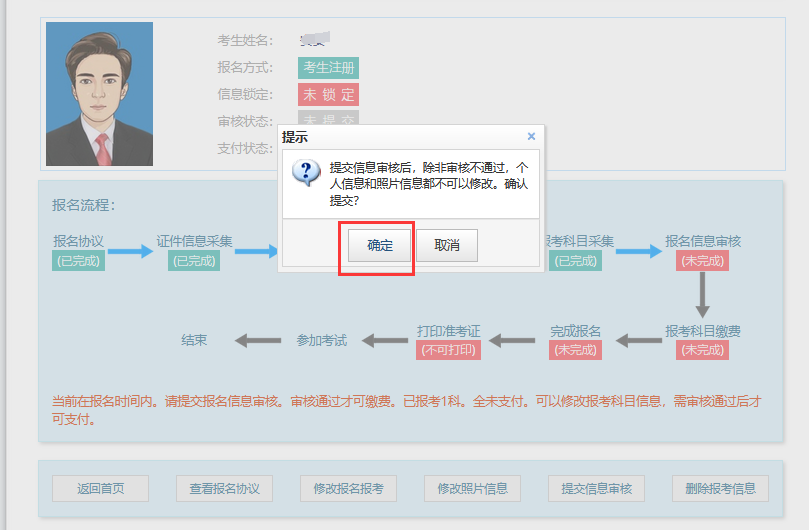 考生姓名：
报名方式： 考生注册
信息锁定： 未 锁 定
审核状态： 未 提 交
支付状态：
提示
提交信息审核后，除非审核不通过，个
人信息和照片信息都不可以修改。确认
提交？
确定 取消
报名流程：
报名协议 证件信息采集 报考科目采集 报名信息审核
(已完成) (已完成) (已完成) (未完成)
结束 参加考试 打印准考证 完成报名 报考科目缴费
(不可打印) (未完成) (未完成)
当前在报名时间内。请提交报名信息审核。审核通过才可缴费。已报考1科。全未支付。可以修改报考科目信息，需审核通过后才
可支付。
返回首页 查看报名协议 修改报名报考 修改照片信息 提交信息审核 删除报考信息